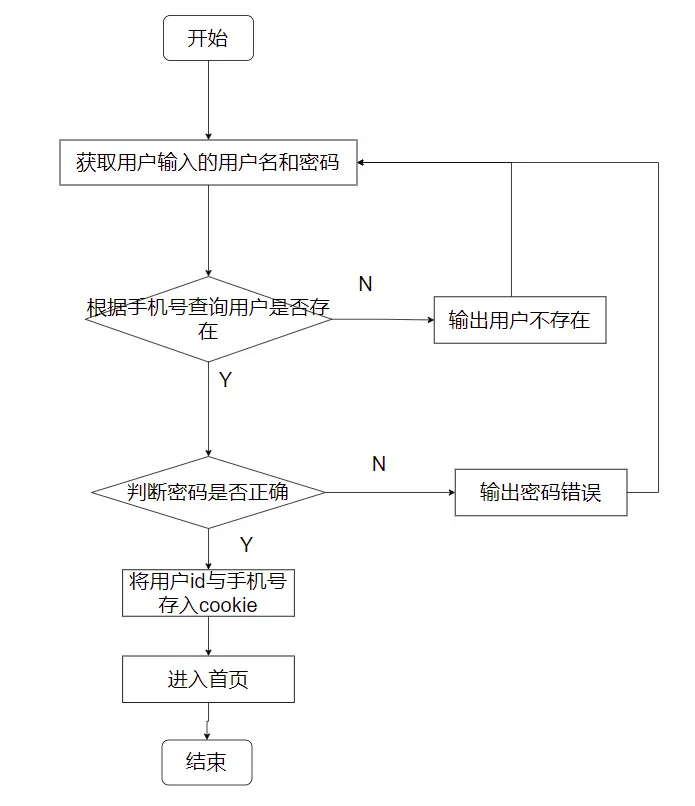 开始
获取用户输入的用户名和密码
根据手机号查询用户是否存
在
N
输出用户不存在
Y
判断密码是否正确
N
输出密码错误
Y
将用户id与手机号
存入cookie
进入首页
结束